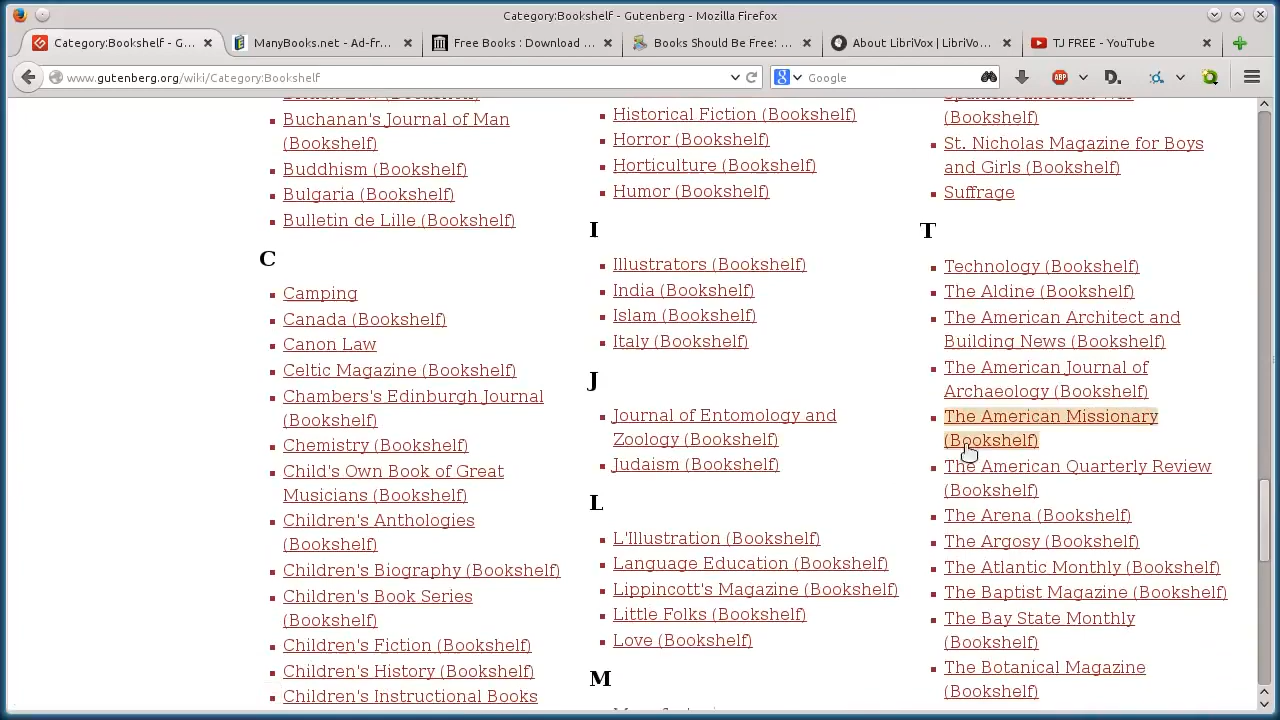 Category:Bookshelf - Gutenberg - Mozilla Firefox
Category:Bookshelf - G...
ManyBooks.net - Ad-fr...
Free Books : Download ...
Books Should Be Free: ...
About LibriVox | LibriVo...
TJ FREE - YouTube
www.gutenberg.org/wiki/Category:Bookshelf
Google
ABP
D.
Buchanan's Journal of Man
(Bookshelf)
Buddhism (Bookshelf)
Bulgaria (Bookshelf)
Bulletin de Lille (Bookshelf)
C
Camping
Canada (Bookshelf)
Canon Law
Celtic Magazine (Bookshelf)
Chambers's Edinburgh Journal
(Bookshelf)
Chemistry (Bookshelf)
Child's Own Book of Great
Musicians (Bookshelf)
Children's Anthologies
(Bookshelf)
Children's Biography (Bookshelf)
Children's Book Series
(Bookshelf)
Children's Fiction (Bookshelf)
Children's History (Bookshelf)
Children's Instructional Books
Historical Fiction (Bookshelf)
Horror (Bookshelf)
Horticulture (Bookshelf)
Humor (Bookshelf)
I
Illustrators (Bookshelf)
India (Bookshelf)
Islam (Bookshelf)
Italy (Bookshelf)
J
Journal of Entomology and
Zoology (Bookshelf)
Judaism (Bookshelf)
L
L'Illustration (Bookshelf)
Language Education (Bookshelf)
Lippincott's Magazine (Bookshelf)
Little Folks (Bookshelf)
Love (Bookshelf)
M
(Bookshelf)
St. Nicholas Magazine for Boys
and Girls (Bookshelf)
Suffrage
T
Technology (Bookshelf)
The Aldine (Bookshelf)
The American Architect and
Building News (Bookshelf)
The American Journal of
Archaeology (Bookshelf)
The American Missionary
(Bookshelf)
The American Quarterly Review
(Bookshelf)
The Arena (Bookshelf)
The Argosy (Bookshelf)
The Atlantic Monthly (Bookshelf)
The Baptist Magazine (Bookshelf)
The Bay State Monthly
(Bookshelf)
The Botanical Magazine
(Bookshelf)